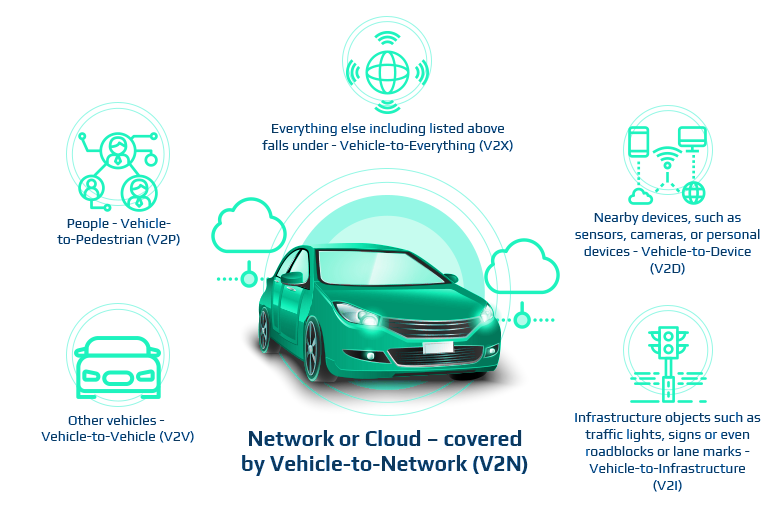 Everything else including listed above
falls under - Vehicle-to-Everything (V2X)
People - Vehicle-
to-Pedestrian (V2P)
Nearby devices, such as
sensors, cameras, or personal
devices - Vehicle-to-Device
(V2D)
Other vehicles -
Vehicle-to-Vehicle (V2V)
Network or Cloud – covered
by Vehicle-to-Network (V2N)
Infrastructure objects such as
traffic lights, signs or even
roadblocks or lane marks -
Vehicle-to-Infrastructure
(V2I)